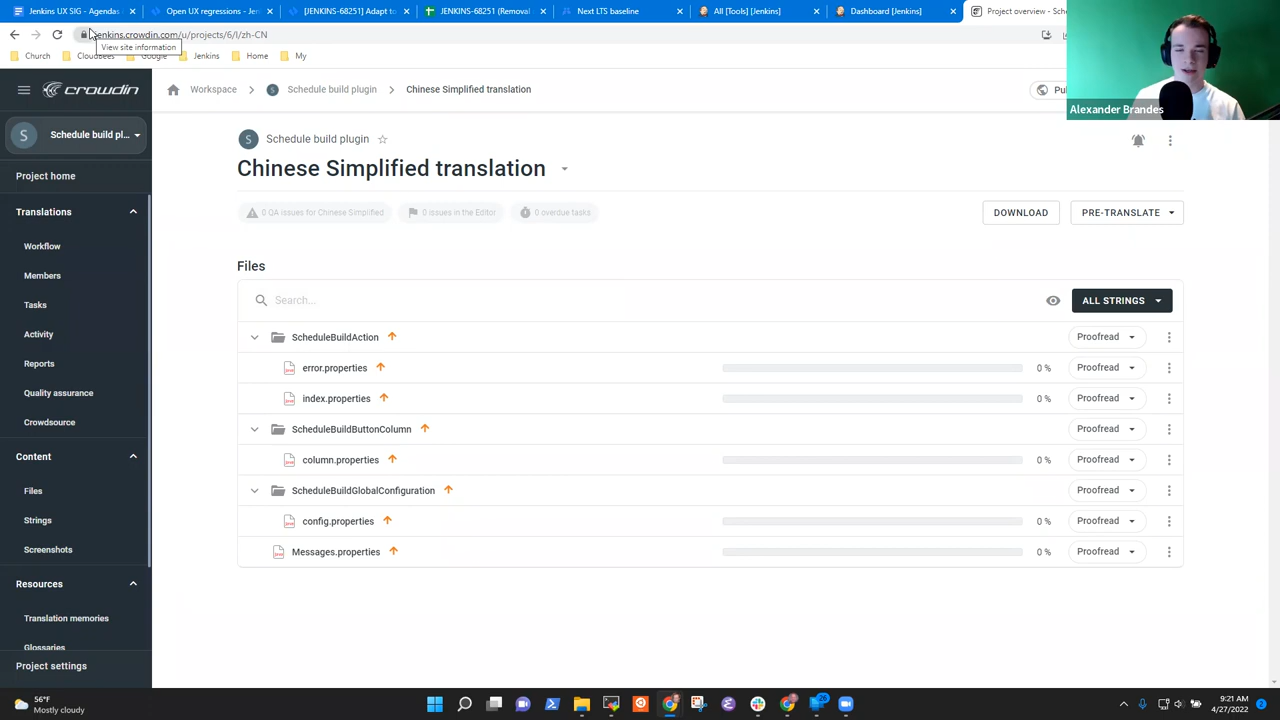 Jenkins UX SIG - Agendas
Open UX regressions - Jen
[JENKINS-68251] Adapt to
JENKINS-68251 (Removal
Next LTS baseline
All [Tools] [Jenkins]
Dashboard [Jenkins]
Project overview - Sch
jenkins.crowdin.com/u/projects/6/l/zh-CN
View site information
Church
CloudBees
Google
Jenkins
Home
My
Alexander Brandes
crowdin
Workspace
Schedule build plugin
Chinese Simplified translation
S
Schedule build pl...
S
Schedule build plugin
Chinese Simplified translation
0 QA issues for Chinese Simplified
0 issues in the Editor
0 overdue tasks
DOWNLOAD
PRE-TRANSLATE
Project home
Translations
Workflow
Members
Tasks
Activity
Reports
Quality assurance
Crowdsource
Content
Files
Strings
Screenshots
Resources
Translation memories
Glossaries
Project settings
Files
Search...
ALL STRINGS
ScheduleBuildAction
Proofread
error.properties
0 %
Proofread
index.properties
0 %
Proofread
ScheduleBuildButtonColumn
Proofread
column.properties
0 %
Proofread
ScheduleBuildGlobalConfiguration
Proofread
config.properties
0 %
Proofread
Messages.properties
0 %
Proofread
56°F
Mostly cloudy
9:21 AM
4/27/2022